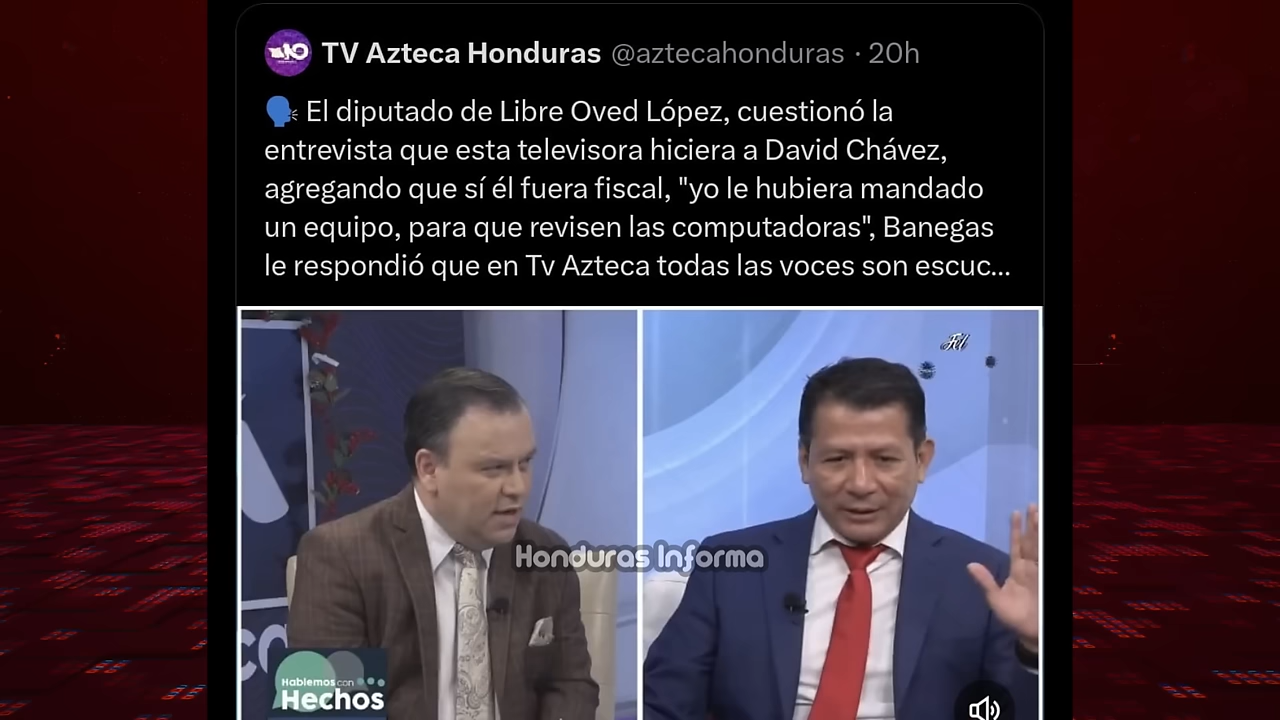 TV Azteca Honduras @aztecahonduras · 20h
🗣 El diputado de Libre Oved López, cuestionó la
entrevista que esta televisora hiciera a David Chávez,
agregando que sí él fuera fiscal, "yo le hubiera mandado
un equipo, para que revisen las computadoras", Banegas
le respondió que en Tv Azteca todas las voces son escuc...
Honduras Informa
Hablemos con
Hechos